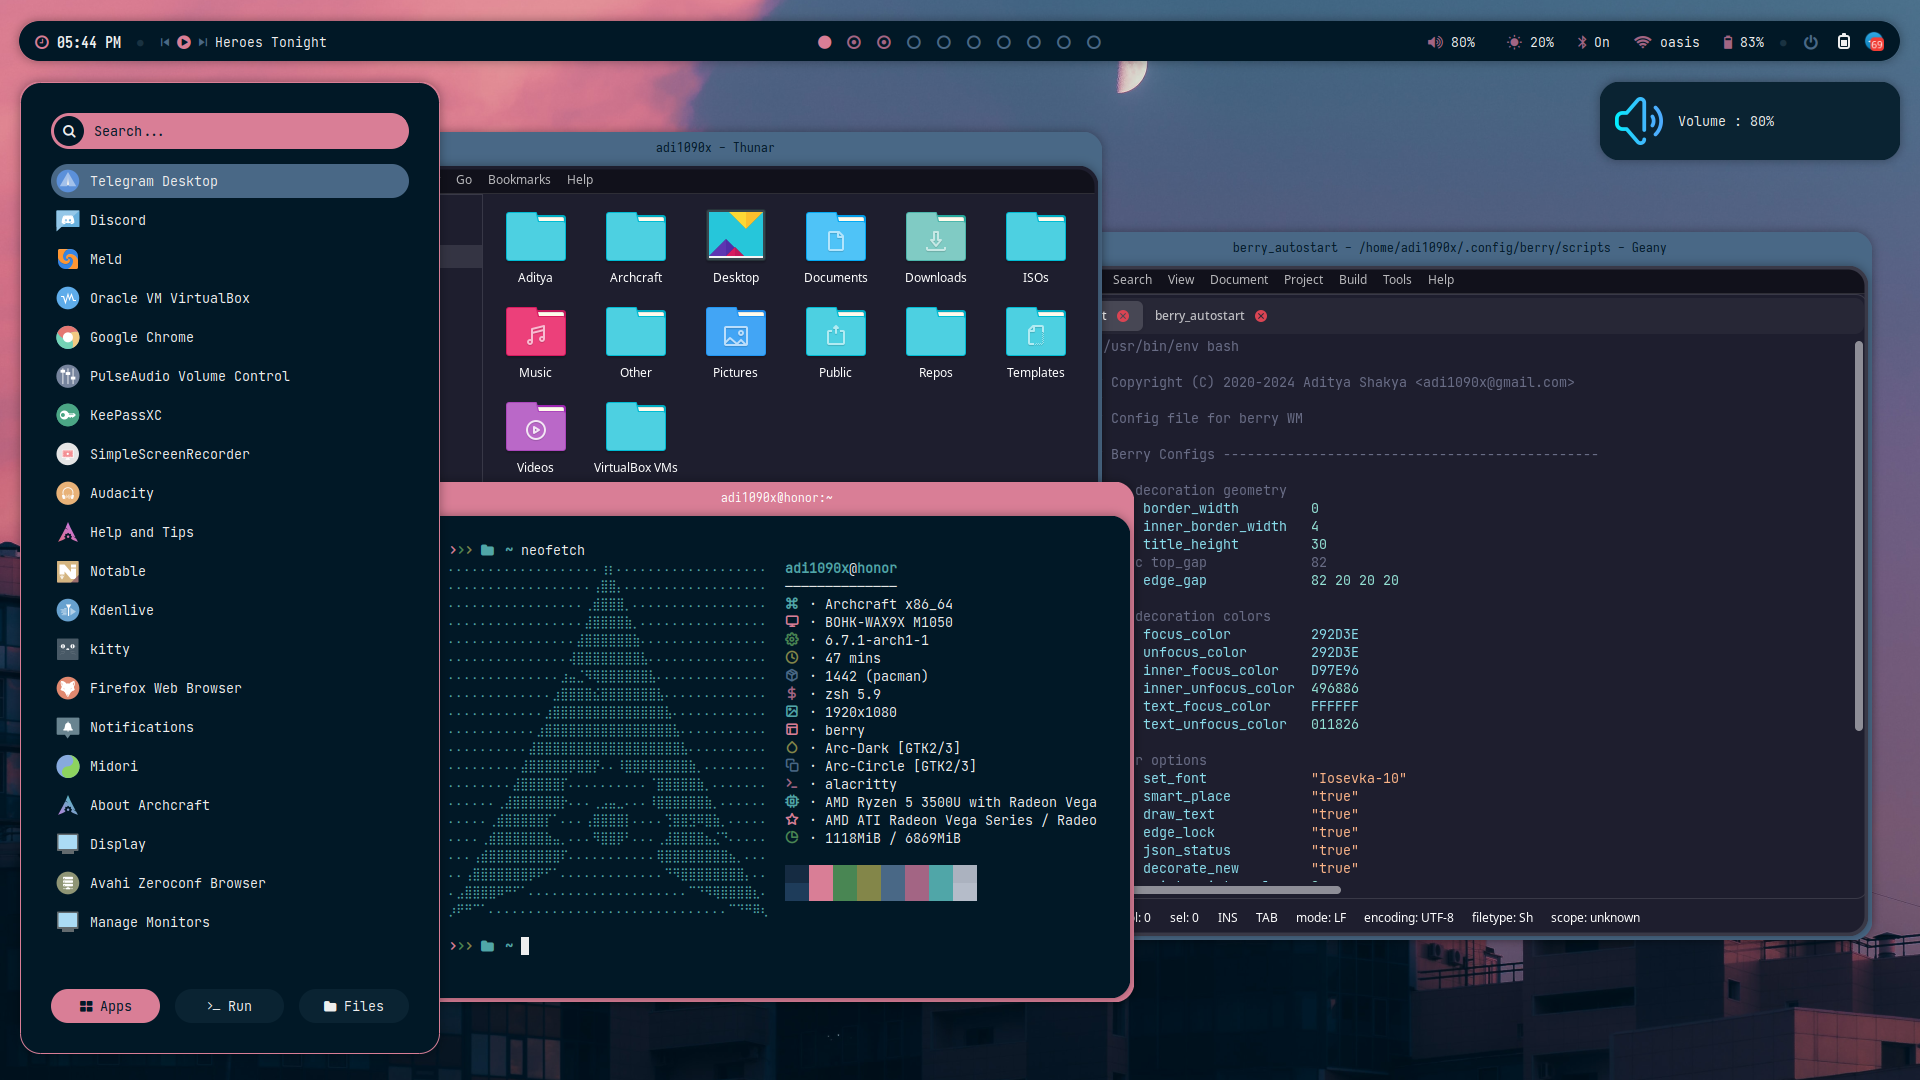 05:44 PM
Heroes Tonight
80%
20%
On
oasis
83%
69
Search...
Telegram Desktop
Discord
Meld
Oracle VM VirtualBox
Google Chrome
PulseAudio Volume Control
KeePassXC
SimpleScreenRecorder
Audacity
Help and Tips
Notable
Kdenlive
kitty
Firefox Web Browser
Notifications
Midori
About Archcraft
Display
Avahi Zeroconf Browser
Manage Monitors
Apps
>_ Run
Files
adi1090x - Thunar
Go Bookmarks Help
Aditya Archcraft Desktop Documents Downloads ISOs
Music Other Pictures Public Repos Templates
Videos VirtualBox VMs
adi1090x@honor:~
>>> ~ neofetch
adi1090x@honor
· Archcraft x86_64
· BOHK-WAX9X M1050
· 6.7.1-arch1-1
· 47 mins
· 1442 (pacman)
· zsh 5.9
· 1920x1080
· berry
· Arc-Dark [GTK2/3]
· Arc-Circle [GTK2/3]
· alacritty
· AMD Ryzen 5 3500U with Radeon Vega
· AMD ATI Radeon Vega Series / Radeo
· 1118MiB / 6869MiB
>>> ~
Volume : 80%
berry_autostart - /home/adi1090x/.config/berry/scripts - Geany
Search View Document Project Build Tools Help
t berry_autostart
/usr/bin/env bash
Copyright (C) 2020-2024 Aditya Shakya <adi1090x@gmail.com>
Config file for berry WM
Berry Configs -----------------------------------------------
decoration geometry
border_width 0
inner_border_width 4
title_height 30
c top_gap 82
edge_gap 82 20 20 20
decoration colors
focus_color 292D3E
unfocus_color 292D3E
inner_focus_color D97E96
inner_unfocus_color 496886
text_focus_color FFFFFF
text_unfocus_color 011826
r options
set_font "Iosevka-10"
smart_place "true"
draw_text "true"
edge_lock "true"
json_status "true"
decorate_new "true"
l: 0 sel: 0 INS TAB mode: LF encoding: UTF-8 filetype: Sh scope: unknown